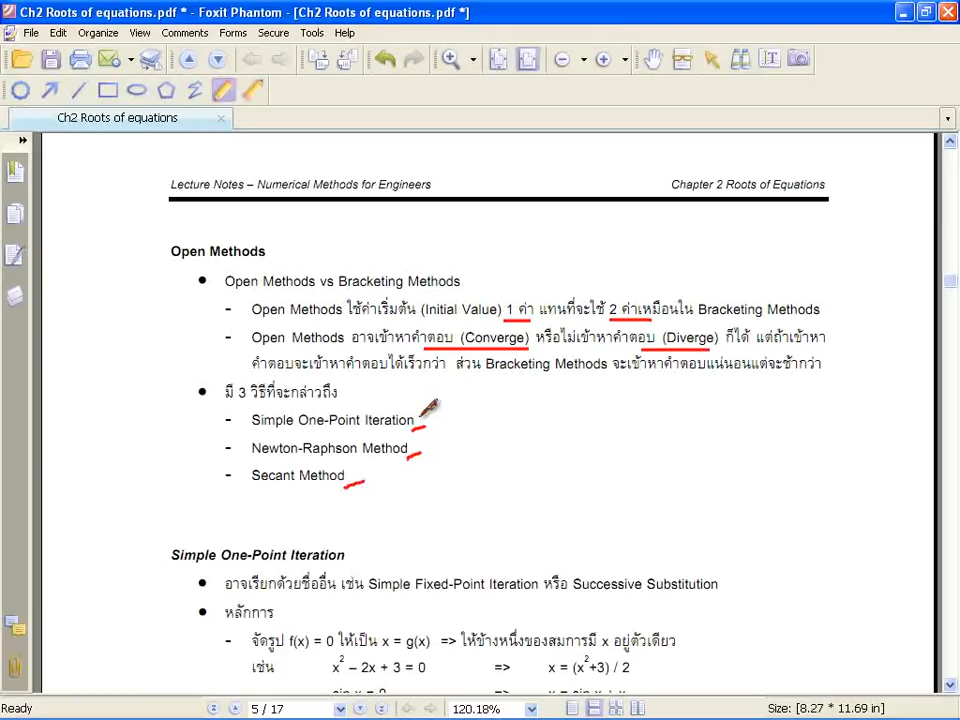 Ch2 Roots of equations.pdf * - Foxit Phantom - [Ch2 Roots of equations.pdf *]
File Edit Organize View Comments Forms Secure Tools Help
Ch2 Roots of equations
Lecture Notes – Numerical Methods for Engineers Chapter 2 Roots of Equations
Open Methods
● Open Methods vs Bracketing Methods
- Open Methods ใช้ค่าเริ่มต้น (Initial Value) 1 ค่า แทนที่จะใช้ 2 ค่าเหมือนใน Bracketing Methods
- Open Methods อาจเข้าหาคำตอบ (Converge) หรือไม่เข้าหาคำตอบ (Diverge) ก็ได้ แต่ถ้าเข้าหา
คำตอบจะเข้าหาคำตอบได้เร็วกว่า ส่วน Bracketing Methods จะเข้าหาคำตอบแน่นอนแต่จะช้ากว่า
● มี 3 วิธีที่จะกล่าวถึง
- Simple One-Point Iteration
- Newton-Raphson Method
- Secant Method
Simple One-Point Iteration
● อาจเรียกด้วยชื่ออื่น เช่น Simple Fixed-Point Iteration หรือ Successive Substitution
● หลักการ
- จัดรูป f(x) = 0 ให้เป็น x = g(x) => ให้ข้างหนึ่งของสมการมี x อยู่ตัวเดียว
เช่น x² – 2x + 3 = 0 => x = (x²+3) / 2
Ready 5 / 17 120.18% Size: [8.27 * 11.69 in]